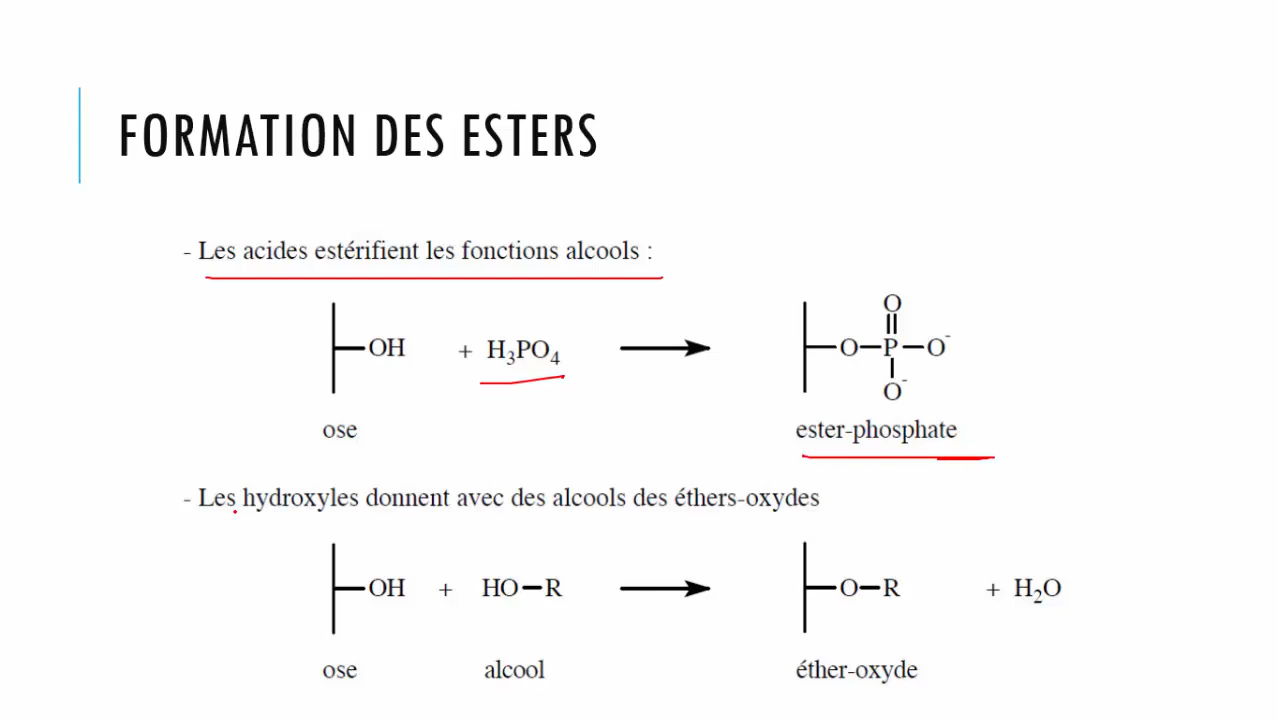 FORMATION DES ESTERS
- Les acides estérifient les fonctions alcools :
OH + H₃PO₄ O O P O⁻ O⁻
ose ester-phosphate
- Les hydroxyles donnent avec des alcools des éthers-oxydes
OH + HO R O R + H₂O
ose alcool éther-oxyde